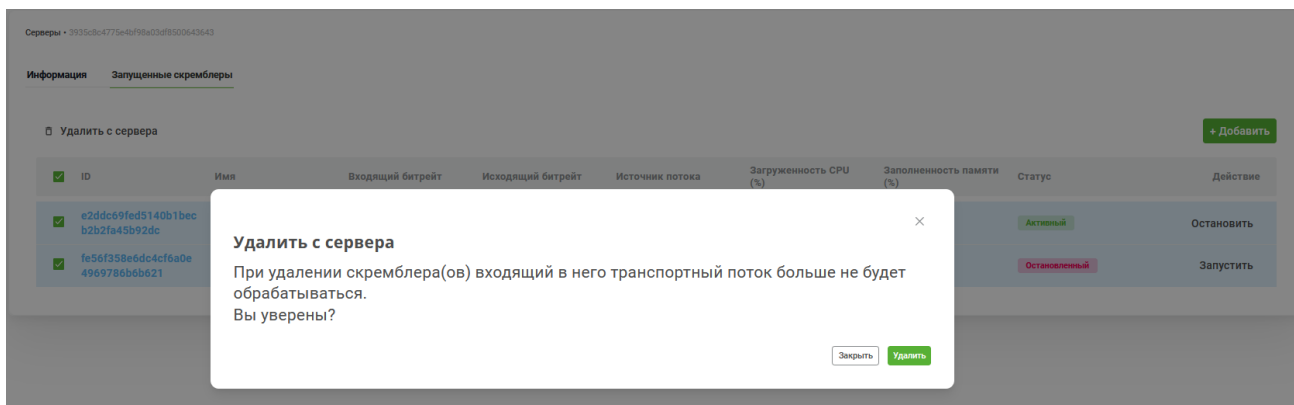 Серверы • 3935c8c4775e4bf98a03df8500643643
Информация Запущенные скремблеры
Удалить с сервера
+ Добавить
ID Имя Входящий битрейт Исходящий битрейт Источник потока Загруженность CPU (%) Заполненность памяти (%) Статус Действие
e2ddc69fed5140b1bec
b2b2fa45b92dc
Активный Остановить
fe56f358e6dc4cf6a0e
4969786b6b621
Остановленный Запустить
Удалить с сервера
При удалении скремблера(ов) входящий в него транспортный поток больше не будет
обрабатываться.
Вы уверены?
Закрыть Удалить